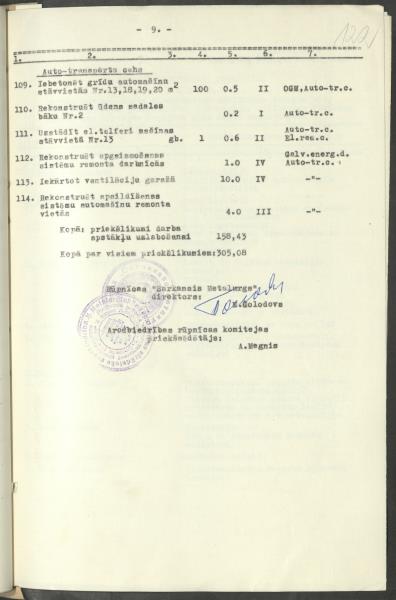 - 9. -
1. 2. 3. 4. 5. 6. 7.
Auto-transporta cehs
109. Izbetonēt grīdu automašīnu
stāvvietās Nr.13,18,19,20 m2 100 0.5 II OGM,Auto-tr.c.
110. Rekonstruēt ūdens sadales
bāku Nr.2 0.2 I Auto-tr.c.
111. Uzstādīt el.telferi mašīnas Auto-tr.c.
stāvvietā Nr.13 gb. 1 0.6 II El.rem.c.
112. Rekonstruēt apgaismošanas Galv.energ.d.
sistēmu remonta darbnīcās 1.0 IV Auto-tr.c.
113. Iekārtot ventilāciju garažā 10.0 IV -"-
114. Rekonstruēt apsildīšanas
sistēmu automašīnu remonta
vietās 4.0 III -"-
Kopā: priekšlikumi darba
apstākļu uzlabošanai 158,43
Kopā par visiem priekšlikumiem: 305,08
Rūpnīcas "Sarkanais Metalurgs"
direktors:
Golodovs
Arodbiedrības rūpnīcas komitejas
priekšsēdētājs:
A.Megnis